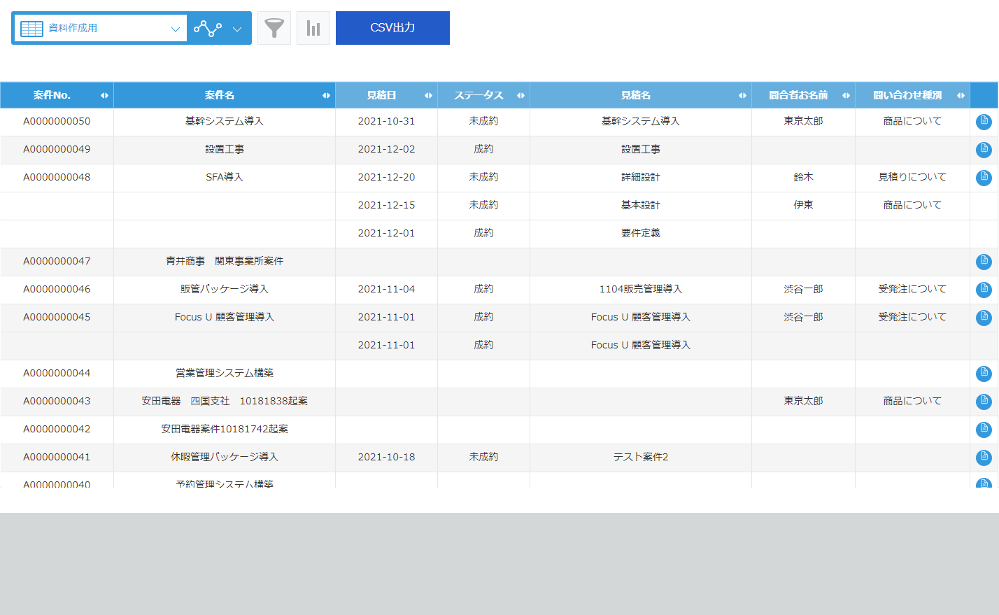 資料作成用 CSV出力
案件No. 案件名 見積日 ステータス 見積名 問合者お名前 問い合わせ種別
A0000000050 基幹システム導入 2021-10-31 未成約 基幹システム導入 東京太郎 商品について
A0000000049 設置工事 2021-12-02 成約 設置工事
A0000000048 SFA導入 2021-12-20 未成約 詳細設計 鈴木 見積りについて
2021-12-15 未成約 基本設計 伊東 商品について
2021-12-01 成約 要件定義
A0000000047 青井商事　関東事業所案件
A0000000046 販管パッケージ導入 2021-11-04 成約 1104販売管理導入 渋谷一郎 受発注について
A0000000045 Focus U 顧客管理導入 2021-11-01 成約 Focus U 顧客管理導入 渋谷一郎 受発注について
2021-11-01 成約 Focus U 顧客管理導入
A0000000044 営業管理システム構築
A0000000043 安田電器　四国支社　10181838起案 東京太郎 商品について
A0000000042 安田電器案件10181742起案
A0000000041 休暇管理パッケージ導入 2021-10-18 未成約 テスト案件2
A0000000040 予約管理システム構築